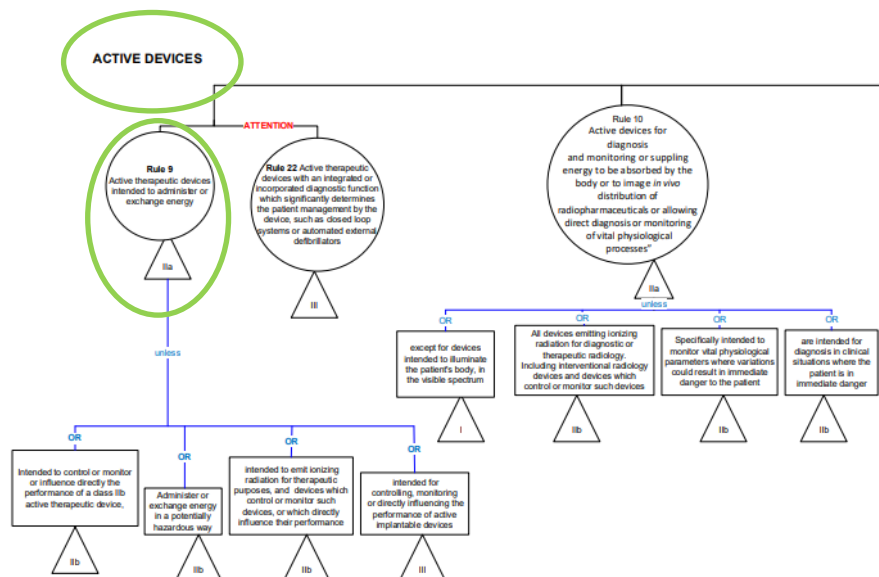 ACTIVE DEVICES
ATTENTION
Rule 9
Active therapeutic devices
intended to administer or
exchange energy
IIa
Rule 22 Active therapeutic
devices with an integrated or
incorporated diagnostic function
which significantly determines
the patient management by the
device, such as closed loop
systems or automated external
defibrillators
III
Rule 10
Active devices for
diagnosis
and monitoring or suppling
energy to be absorbed by the
body or to image in vivo
distribution of
radiopharmaceuticals or allowing
direct diagnosis or monitoring
of vital physiological
processes"
IIa
unless
OR
except for devices
intended to illuminate
the patient's body, in
the visible spectrum
I
OR
All devices emitting ionizing
radiation for diagnostic or
therapeutic radiology.
Including interventional radiology
devices and devices which
control or monitor such devices
IIb
OR
Specifically intended to
monitor vital physiological
parameters where variations
could result in immediate
danger to the patient
IIb
OR
are intended for
diagnosis in clinical
situations where the
patient is in
immediate danger
IIb
unless
OR
Intended to control or monitor
or influence directly the
performance of a class IIb
active therapeutic device,
IIb
OR
Administer or
exchange energy
in a potentially
hazardous way
IIb
OR
intended to emit ionizing
radiation for therapeutic
purposes, and devices which
control or monitor such
devices, or which directly
influence their performance
IIb
OR
intended for
controlling, monitoring
or directly influencing the
performance of active
implantable devices
III